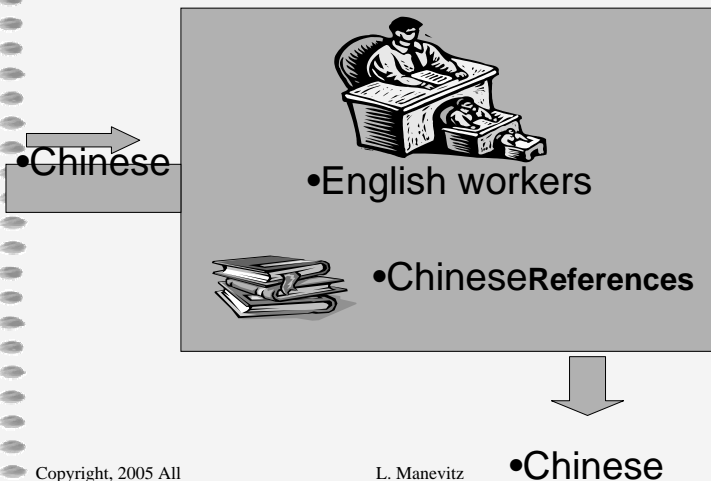 •Chinese
•English workers
•ChineseReferences
•Chinese
Copyright, 2005 All L. Manevitz